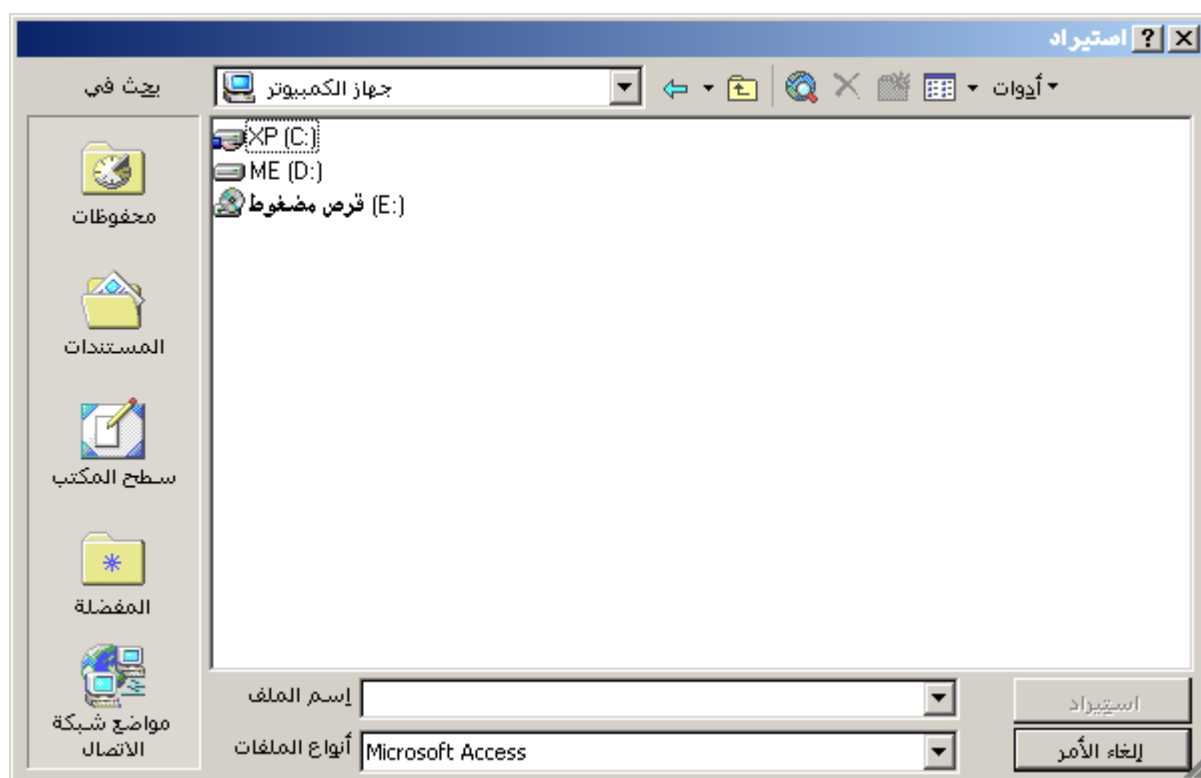 استيراد
بحث في
جهاز الكمبيوتر
أدوات
XP (C:)
ME (D:)
قرص مضغوط (E:)
محفوظات
المستندات
سطح المكتب
المفضلة
مواضع شبكة
الاتصال
إسم الملف
استيراد
أنواع الملفات
Microsoft Access
إلغاء الأمر